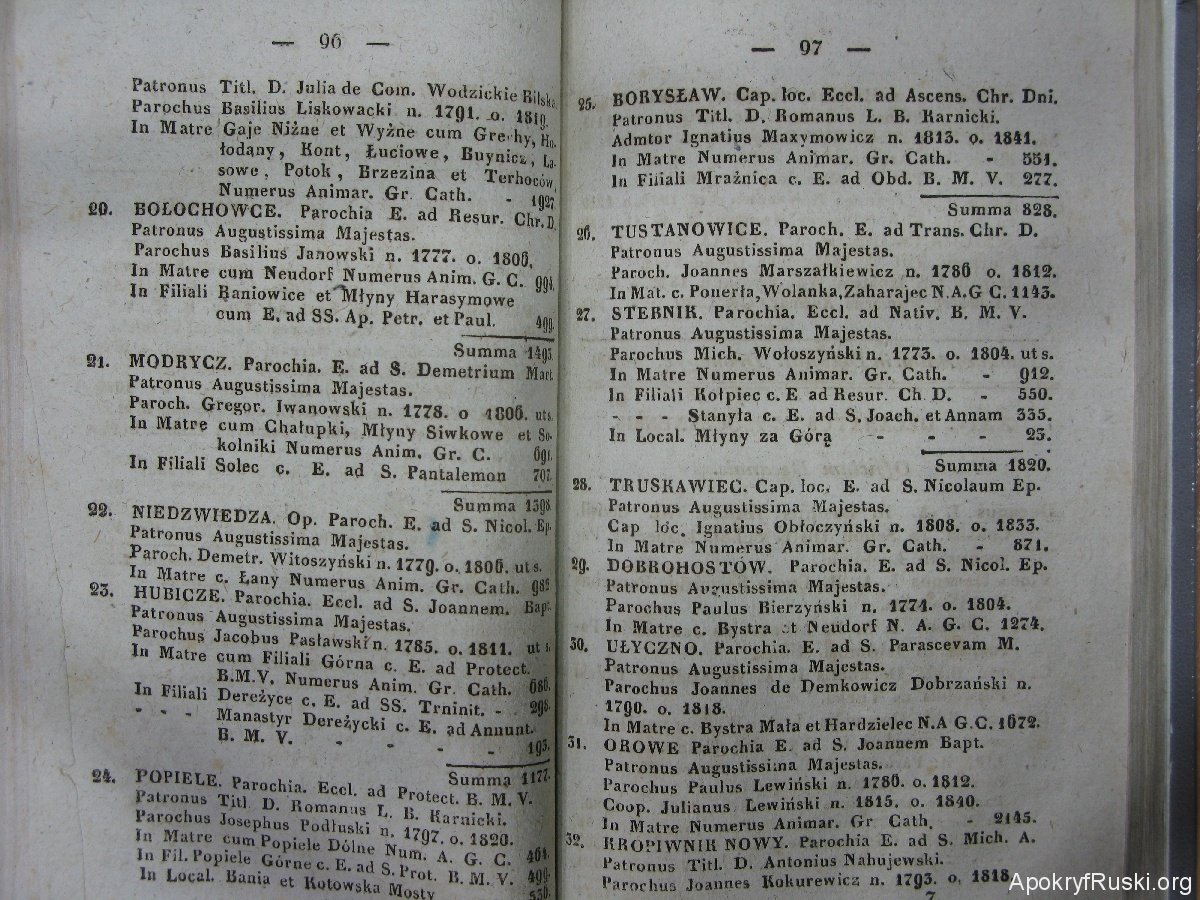 — 96 —
Patronus Titl. D. Julia de Com. Wodzickie Bilska
Parochus Basilius Liskowacki n. 1791. o. 1819.
In Matre Gaje Niżne et Wyżne cum Grechy, Ho-
łodany, Kont, Łuciowe, Buynicz, La-
sowe, Potok, Brzezina et Terhoców,
Numerus Animar. Gr. Cath. - 1927.
20. BOŁOCHOWCE. Parochia E. ad Resur. Chr. D.
Patronus Augustissima Majestas.
Parochus Basilius Janowski n. 1777. o. 1806.
In Matre cum Neudorf Numerus Anim. G. C. 994.
In Filiali Raniowice et Młyny Harasymowe
cum E. ad SS. Ap. Petr. et Paul. 499.
Summa 1493.
21. MODRYCZ. Parochia. E. ad S. Demetrium Mart.
Patronus Augustissima Majestas.
Paroch. Gregor. Iwanowski n. 1778. o 1806. uts.
In Matre cum Chałupki, Młyny Siwkowe et So-
kolniki Numerus Anim. Gr. C. 691.
In Filiali Solec c. E. ad S. Pantalemon 707.
Summa 1398.
22. NIEDZWIEDZA. Op. Paroch. E. ad S. Nicol. Ep.
Patronus Augustissima Majestas.
Paroch. Demetr. Witoszyński n. 1779. o. 1806. ut s.
In Matre c. Łany Numerus Anim. Gr. Cath.
23. HUBICZE. Parochia. Eccl. ad S. Joannem. Bapt.
Patronus Augustissima Majestas.
Parochus Jacobus Pasławski n. 1785. o. 1811. ut s.
In Matre cum Filiali Górna c. E. ad Protect.
B.M.V. Numerus Anim. Gr. Cath. 686.
In Filiali Dereżyce c. E. ad SS. Trninit. - 298.
- - - Manastyr Dereżycki c. E. ad Annunt.
B. M. V. - - - - 193.
Summa 1177.
24. POPIELE. Parochia. Eccl. ad Protect. B. M. V.
Patronus Titl. D. Romanus L. B. Karnicki.
Parochus Josephus Podłuski n. 1797. o. 1820.
In Matre cum Popiele Dólne Num. A. G. C. 464.
In Fil. Popiele Górne c. E. ad S. Prot. B. M. V. 499.
In Local. Bania et Kotowska Mosty
— 97 —
25. BORYSŁAW. Cap. loc. Eccl. ad Ascens. Chr. Dni.
Patronus Titl. D. Romanus L. B. Karnicki.
Admtor Ignatius Maxymowicz n. 1813. o. 1841.
In Matre Numerus Animar. Gr. Cath. - 551.
In Filiali Mraźnica c. E. ad Obd. B. M. V. 277.
Summa 828.
26. TUSTANOWICE. Paroch. E. ad Trans. Chr. D.
Patronus Augustissima Majestas.
Paroch. Joannes Marszałkiewicz n. 1786 o. 1812.
In Mat. c. Ponerła, Wolanka, Zaharajec N.A.G C. 1143.
27. STEBNIK. Parochia. Eccl. ad Nativ. B. M. V.
Patronus Augustissima Majestas.
Parochus Mich. Wołoszyński n. 1773. o. 1804. ut s.
In Matre Numerus Animar. Gr. Cath. - 912.
In Filiali Kołpiec c. E ad Resur. Ch. D. - 550.
- - - Stanyła c. E. ad S. Joach. et Annam 335.
In Local. Młyny za Górą - - - 23.
Summa 1820.
28. TRUSKAWIEC. Cap. loc. E. ad S. Nicolaum Ep.
Patronus Augustissima Majestas.
Cap loc. Ignatius Obłoczyński n. 1808. o. 1833.
In Matre Numerus Animar. Gr. Cath. - 871.
29. DOBROHOSTOW. Parochia. E. ad S. Nicol. Ep.
Patronus Augustissima Majestas.
Parochus Paulus Bierzyński n. 1774. o. 1804.
In Matre c. Bystra et Neudorf N. A. G. C. 1274.
30. UŁYCZNO. Parochia. E. ad S. Parascevam M.
Patronus Augustissima Majestas.
Parochus Joannes de Demkowicz Dobrzański n.
1790. o. 1818.
In Matre c. Bystra Mała et Hardzielec N.A G.C. 1672.
31. OROWE Parochia E. ad S. Joannem Bapt.
Patronus Augustissima Majestas.
Parochus Paulus Lewiński n. 1786. o. 1812.
Coop. Julianus Lewiński n. 1815. o. 1840.
In Matre Numerus Animar. Gr Cath. - 2145.
32. KROPIWNIK NOWY. Parochia E. ad S. Mich. A.
Patronus Titl. D. Antonius Nahujewski.
Parochus Joannes Kokurewicz n. 1793. o. 1818.
7
ApokryfRuski.org